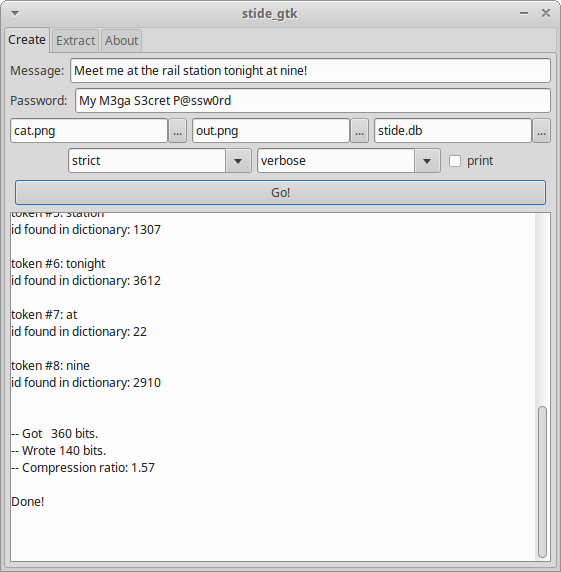 stide_gtk
Create Extract About
Message: Meet me at the rail station tonight at nine!
Password: My M3ga S3cret P@ssw0rd
cat.png ... out.png ... stide.db ...
strict verbose print
Go!
token #5: station
id found in dictionary: 1307
token #6: tonight
id found in dictionary: 3612
token #7: at
id found in dictionary: 22
token #8: nine
id found in dictionary: 2910
-- Got 360 bits.
-- Wrote 140 bits.
-- Compression ratio: 1.57
Done!